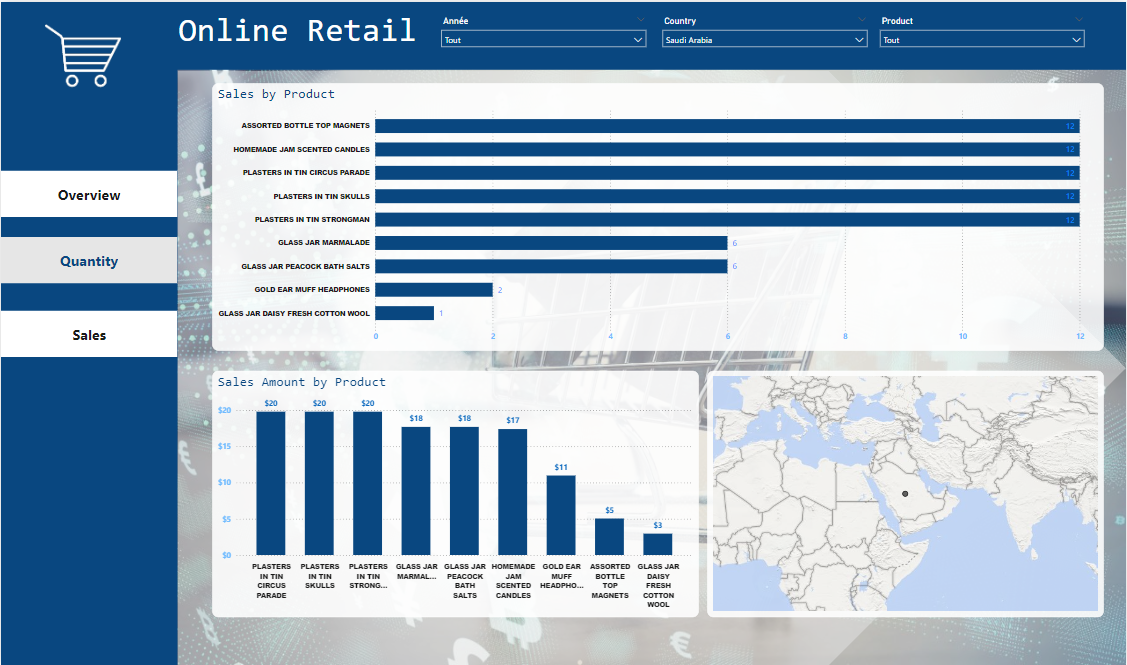 Online Retail
Année
Country
Product
Tout
Saudi Arabia
Tout
Overview
Quantity
Sales
Sales by Product
ASSORTED BOTTLE TOP MAGNETS
12
HOMEMADE JAM SCENTED CANDLES
12
PLASTERS IN TIN CIRCUS PARADE
12
PLASTERS IN TIN SKULLS
12
PLASTERS IN TIN STRONGMAN
12
GLASS JAR MARMALADE
6
GLASS JAR PEACOCK BATH SALTS
6
GOLD EAR MUFF HEADPHONES
2
GLASS JAR DAISY FRESH COTTON WOOL
1
0 2 4 6 8 10 12
Sales Amount by Product
$20
$15
$10
$5
$0
$20 $20 $20 $18 $18 $17 $11 $5 $3
PLASTERS
IN TIN
CIRCUS
PARADE
PLASTERS
IN TIN
SKULLS
PLASTERS
IN TIN
STRONG...
GLASS JAR
MARMAL...
GLASS JAR
PEACOCK
BATH
SALTS
HOMEMADE
JAM
SCENTED
CANDLES
GOLD EAR
MUFF
HEADPHO...
ASSORTED
BOTTLE
TOP
MAGNETS
GLASS JAR
DAISY
FRESH
COTTON
WOOL